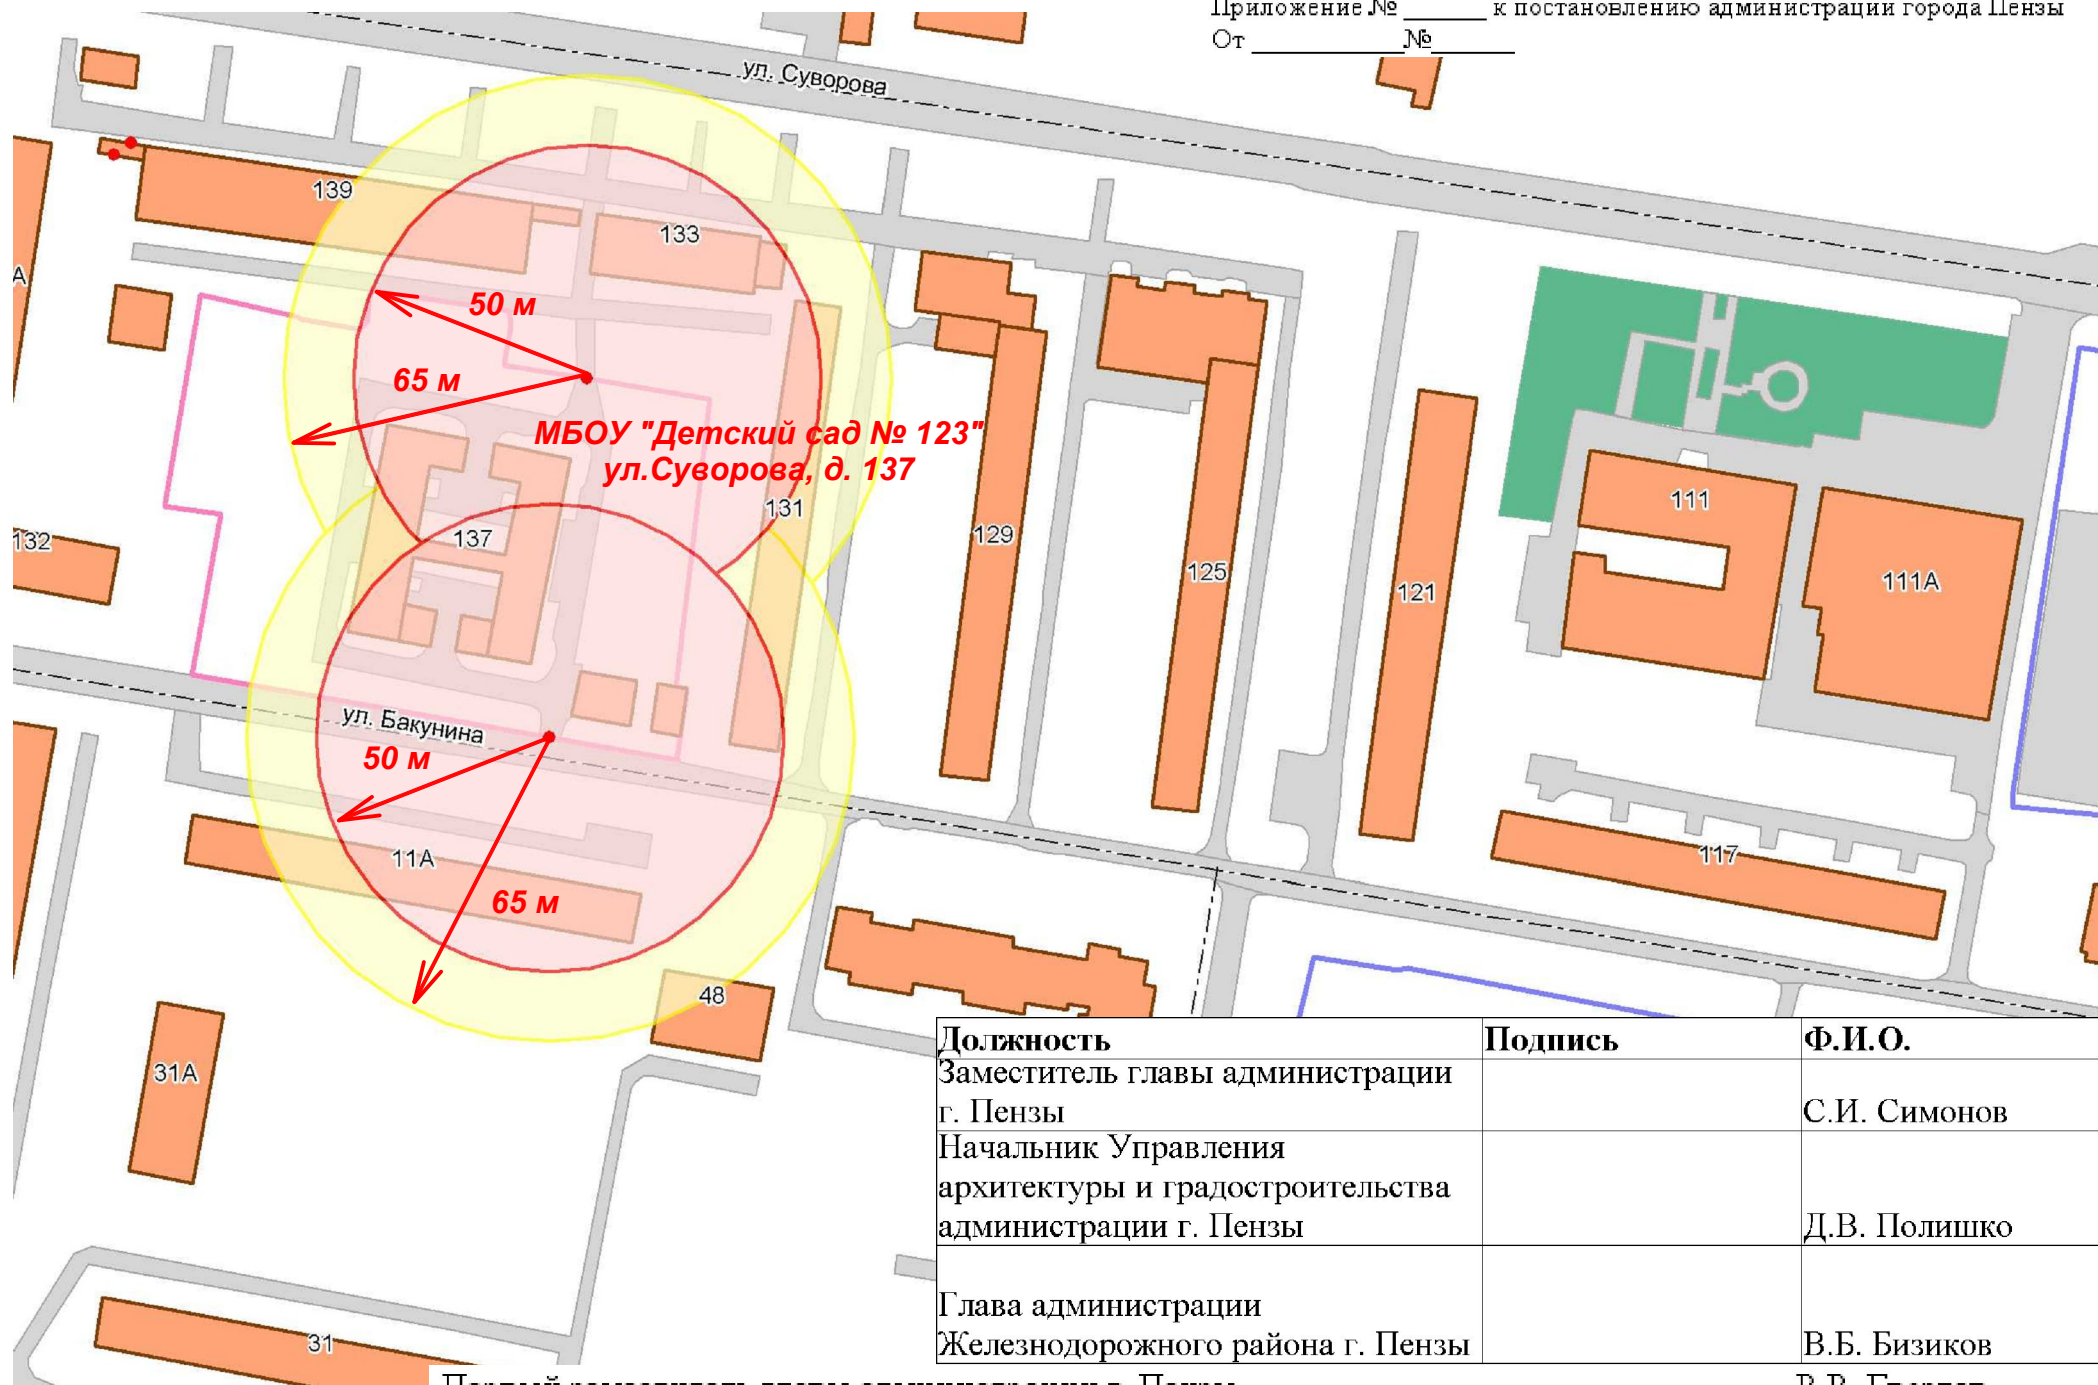 Приложение № ______ к постановлению администрации города Пензы
От ___________№______
ул. Суворова
139
133
А
50 м
65 м
МБОУ "Детский сад № 123"
ул.Суворова, д. 137
131
137
132
129
125
121
111
111А
ул. Бакунина
50 м
11А
65 м
117
48
31А
31
Должность Подпись Ф.И.О.
Заместитель главы администрации
г. Пензы С.И. Симонов
Начальник Управления
архитектуры и градостроительства
администрации г. Пензы Д.В. Полишко
Глава администрации
Железнодорожного района г. Пензы В.Б. Бизиков